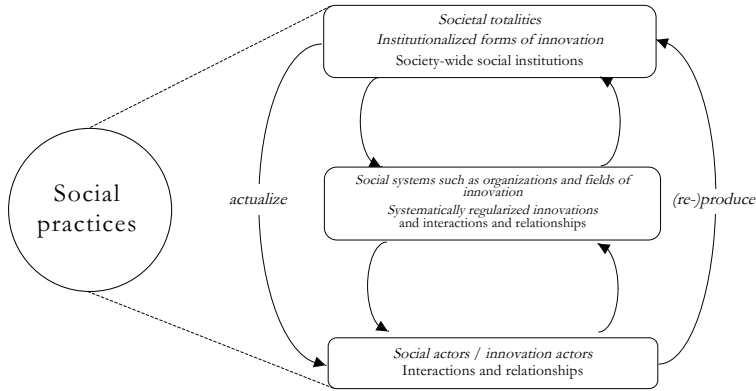 Societal totalities
Institutionalized forms of innovation
Society-wide social institutions
Social
practices
actualize
Social systems such as organizations and fields of
innovation
Systematically regularized innovations
and interactions and relationships
(re-)produce
Social actors / innovation actors
Interactions and relationships